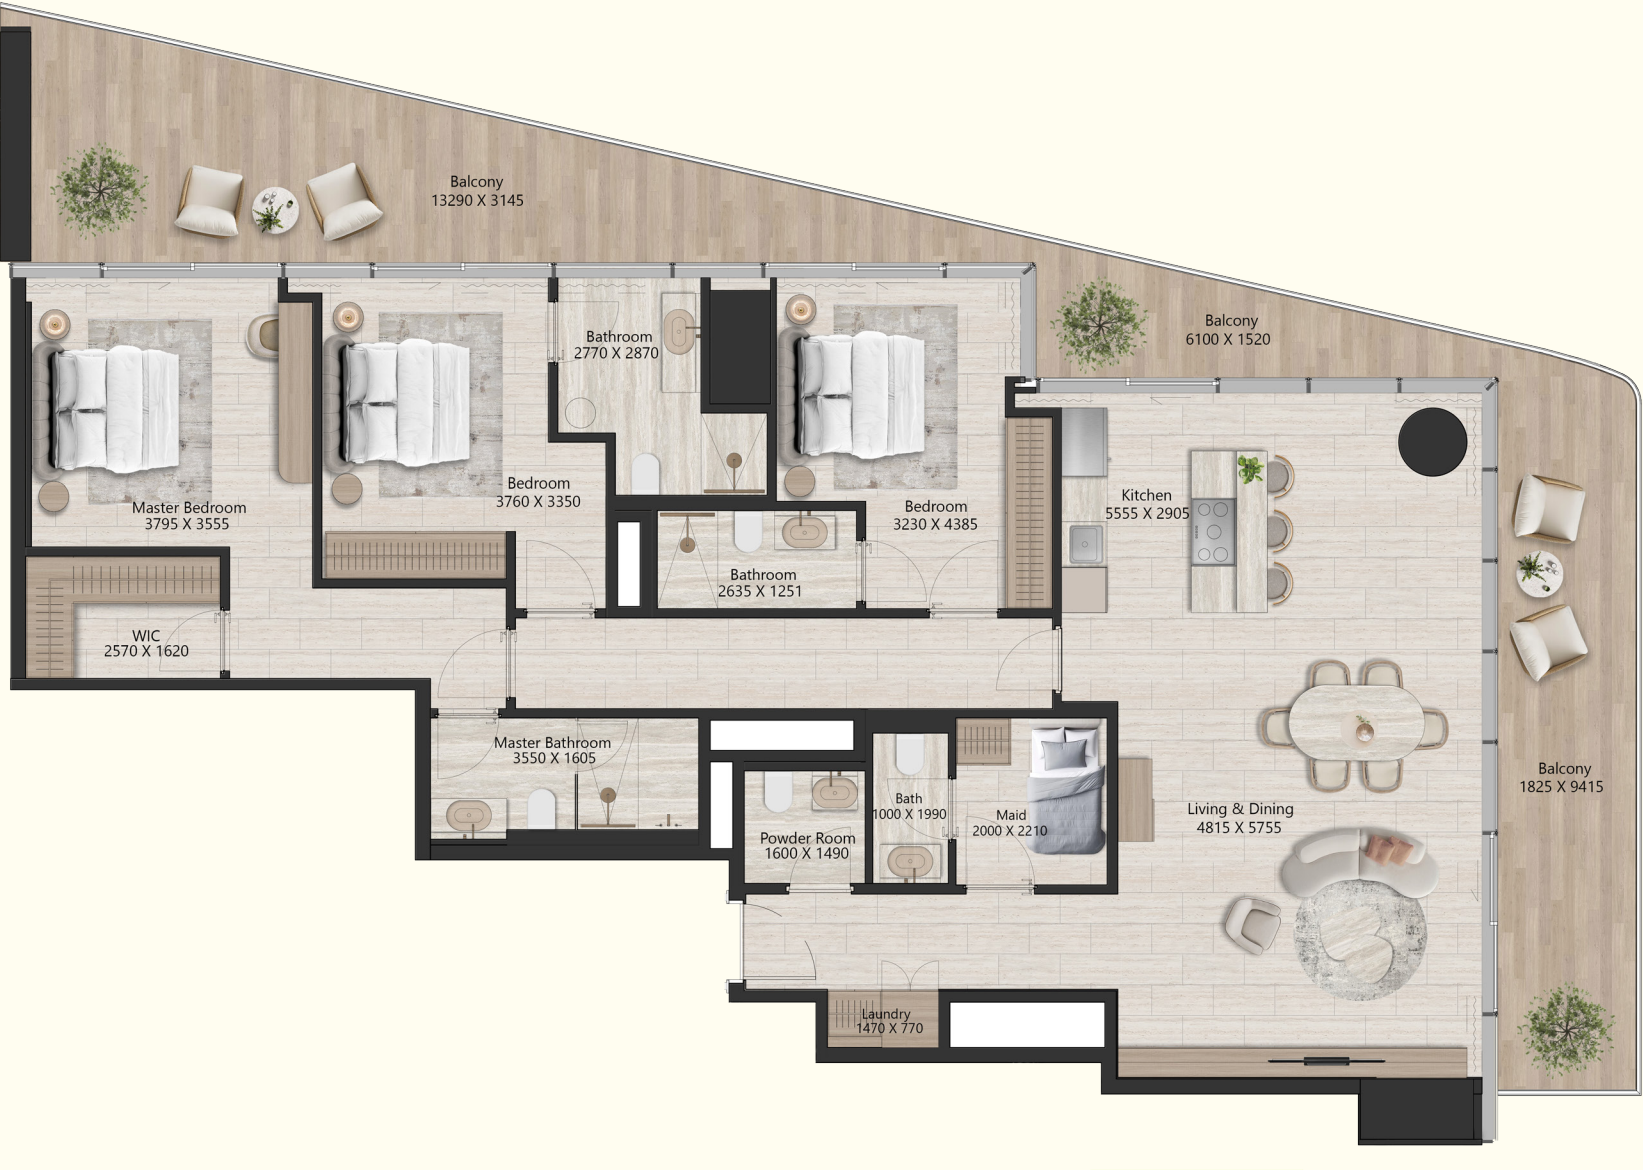 Balcony
13290 X 3145
Balcony
6100 X 1520
Bathroom
2770 X 2870
Master Bedroom
3795 X 3555
Bedroom
3760 X 3350
Bedroom
3230 X 4385
Kitchen
5555 X 2905
Bathroom
2635 X 1251
WIC
2570 X 1620
Master Bathroom
3550 X 1605
Balcony
1825 X 9415
Bath
1000 X 1990
Maid
2000 X 2210
Living & Dining
4815 X 5755
Powder Room
1600 X 1490
Laundry
1470 X 770